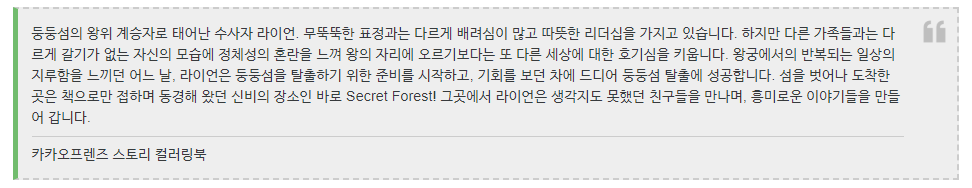 둥둥섬의 왕위 계승자로 태어난 수사자 라이언. 무뚝뚝한 표정과는 다르게 배려심이 많고 따뜻한 리더십을 가지고 있습니다. 하지만 다른 가족들과는 다
르게 갈기가 없는 자신의 모습에 정체성의 혼란을 느껴 왕의 자리에 오르기보다는 또 다른 세상에 대한 호기심을 키웁니다. 왕궁에서의 반복되는 일상의
지루함을 느끼던 어느 날, 라이언은 둥둥섬을 탈출하기 위한 준비를 시작하고, 기회를 보던 차에 드디어 둥둥섬 탈출에 성공합니다. 섬을 벗어나 도착한
곳은 책으로만 접하며 동경해 왔던 신비의 장소인 바로 Secret Forest! 그곳에서 라이언은 생각지도 못했던 친구들을 만나며, 흥미로운 이야기들을 만들
어 갑니다.
카카오프렌즈 스토리 컬러링북